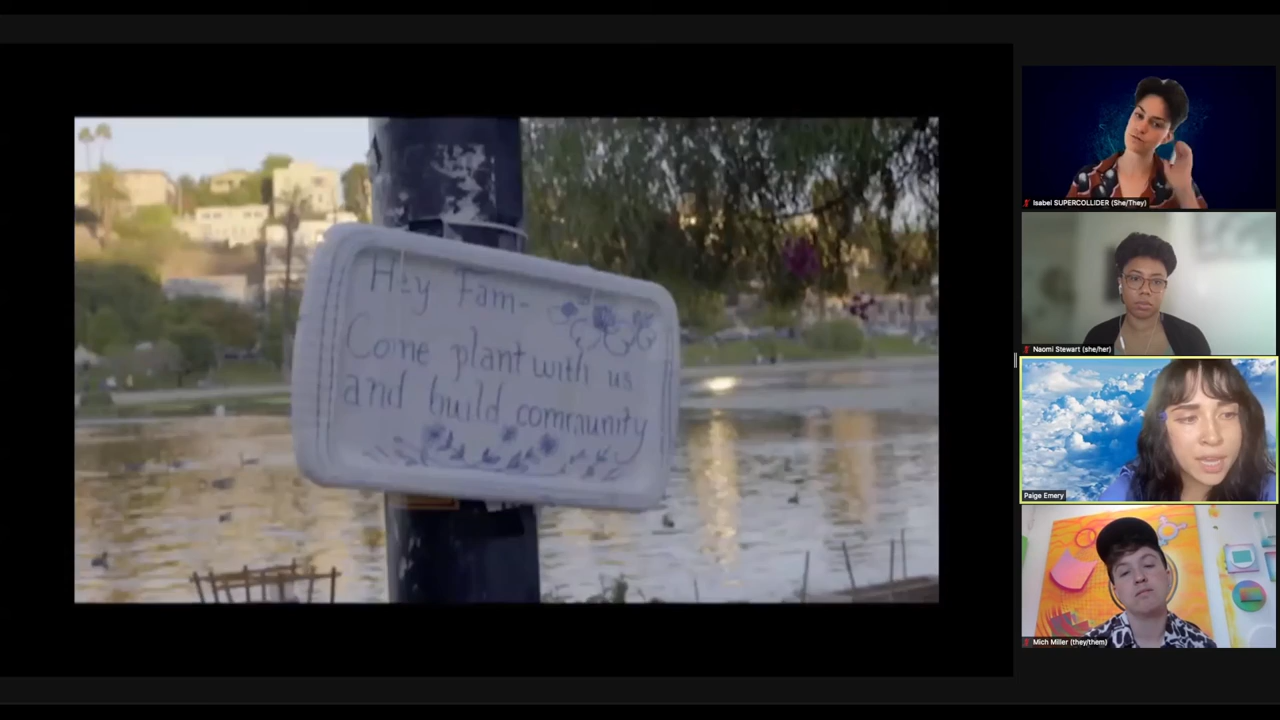 Hey Fam-
Come plant with us
and build community
Isabel SUPERCOLLIDER (She/They)
Naomi Stewart (she/her)
Paige Emery
Mich Miller (they/them)